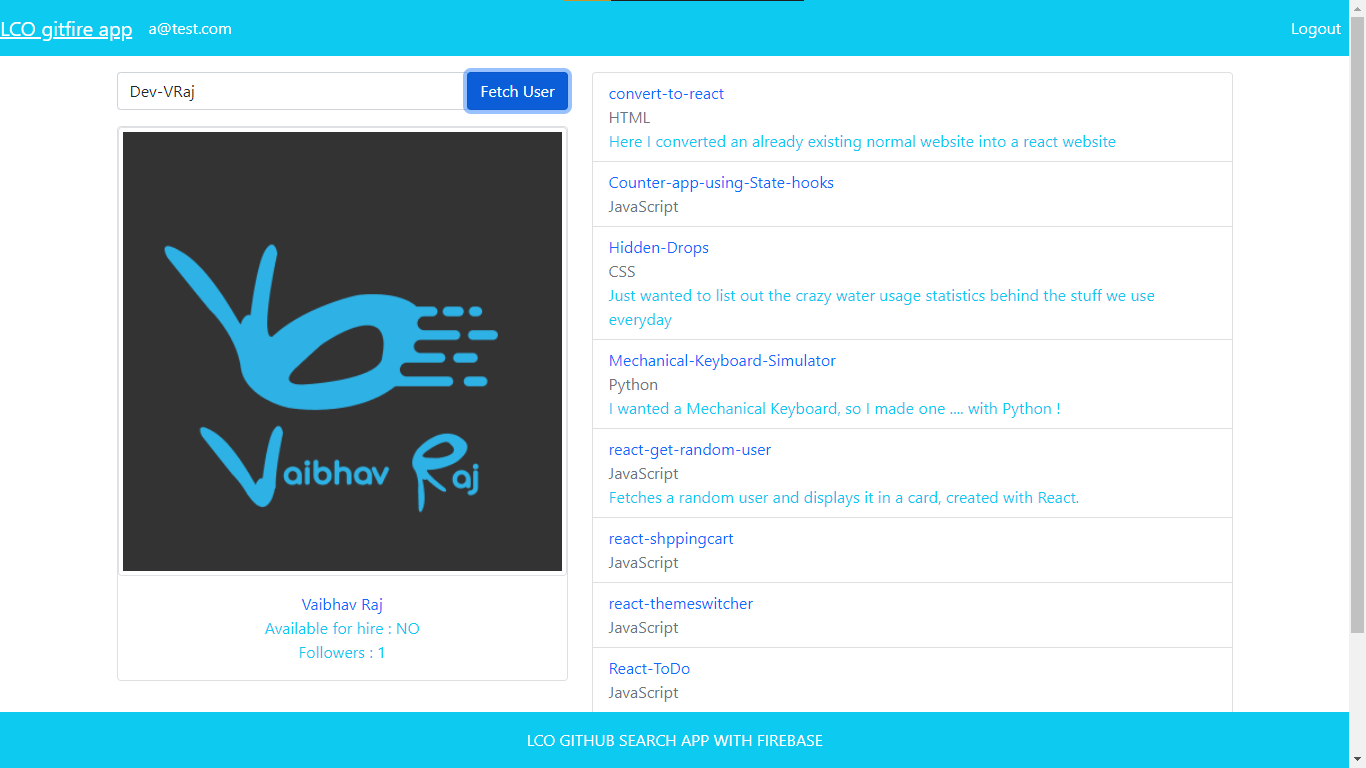 LCO gitfire app a@test.com Logout
Dev-VRaj Fetch User
Vaibhav Raj
Vaibhav Raj
Available for hire : NO
Followers : 1
convert-to-react
HTML
Here I converted an already existing normal website into a react website
Counter-app-using-State-hooks
JavaScript
Hidden-Drops
CSS
Just wanted to list out the crazy water usage statistics behind the stuff we use
everyday
Mechanical-Keyboard-Simulator
Python
I wanted a Mechanical Keyboard, so I made one .... with Python !
react-get-random-user
JavaScript
Fetches a random user and displays it in a card, created with React.
react-shppingcart
JavaScript
react-themeswitcher
JavaScript
React-ToDo
JavaScript
LCO GITHUB SEARCH APP WITH FIREBASE